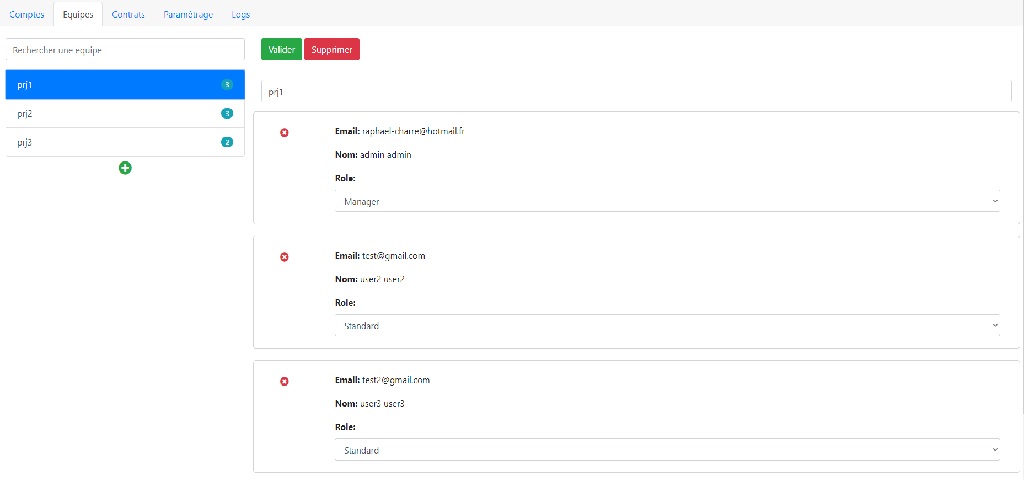 Comptes Equipes Contrats Paramétrage Logs
Rechercher une equipe
prj1 3
prj2 3
prj3 2
Valider Supprimer
prj1
Email: raphael-charre@hotmail.fr
Nom: admin admin
Role:
Manager
Email: test@gmail.com
Nom: user2 user2
Role:
Standard
Email: test2@gmail.com
Nom: user3 user3
Role:
Standard